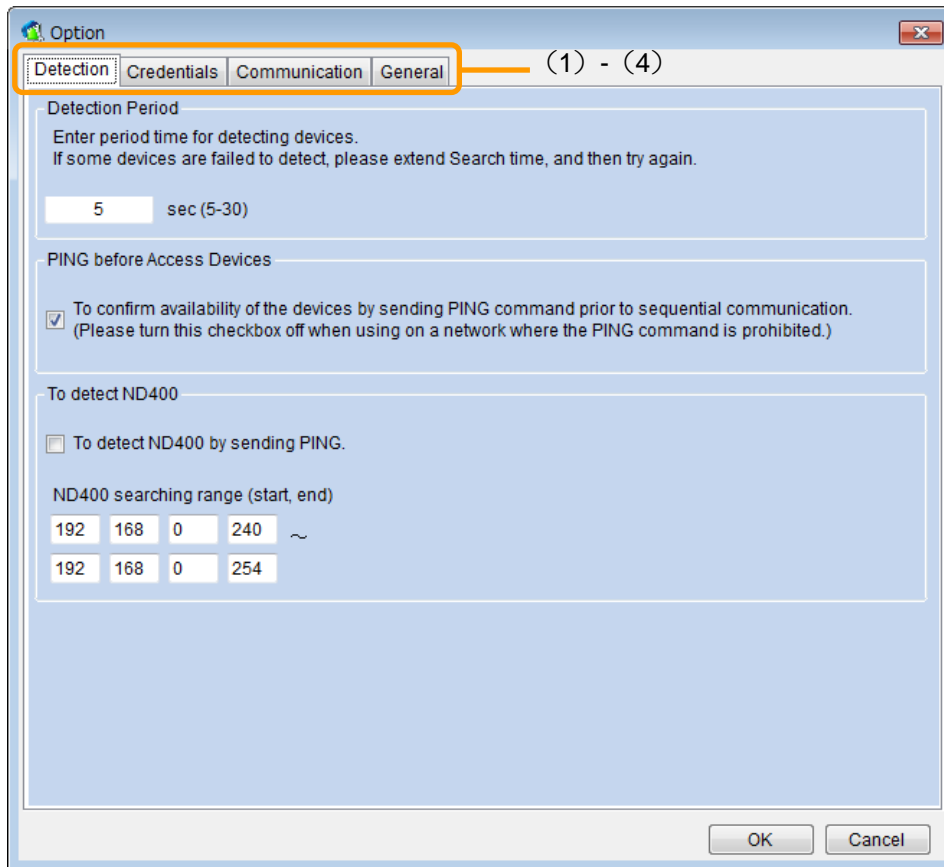 Option
Detection Credentials Communication General
（1） - （4）
Detection Period
Enter period time for detecting devices.
If some devices are failed to detect, please extend Search time, and then try again.
5 sec (5-30)
PING before Access Devices
To confirm availability of the devices by sending PING command prior to sequential communication.
(Please turn this checkbox off when using on a network where the PING command is prohibited.)
To detect ND400
To detect ND400 by sending PING.
ND400 searching range (start, end)
192 168 0 240 ～
192 168 0 254
OK Cancel